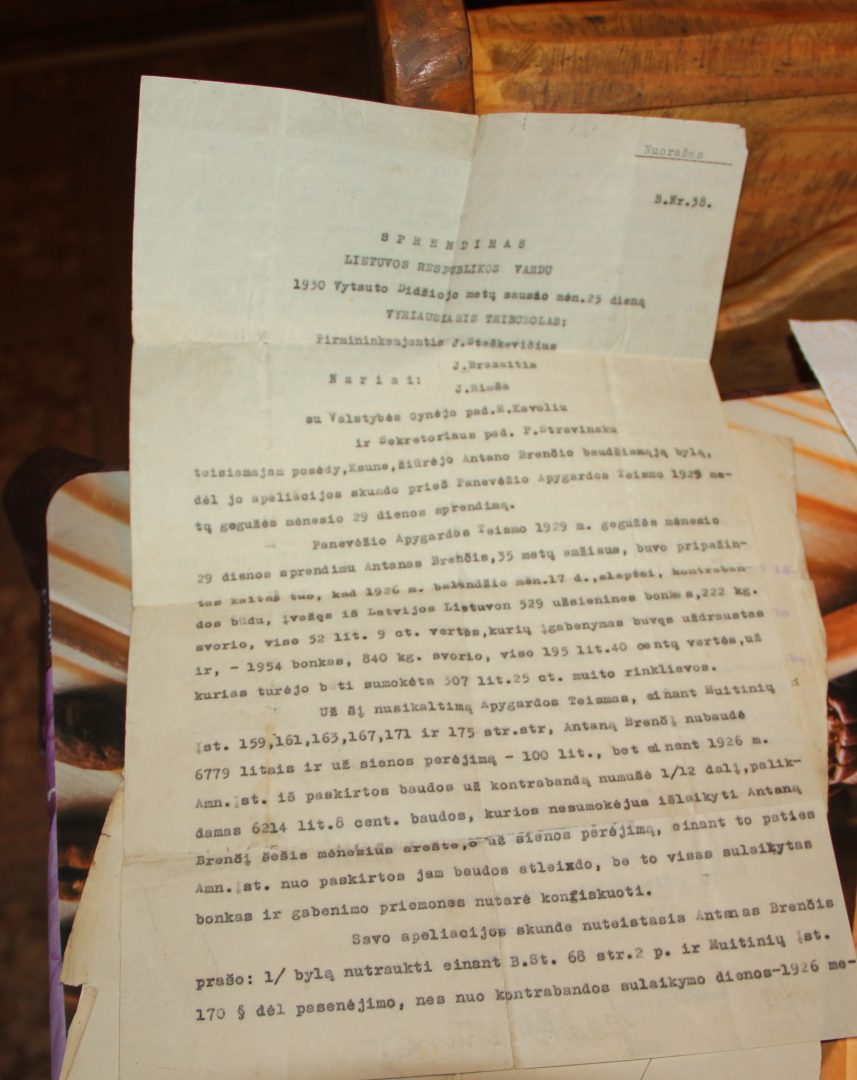 Nuorašas
B.Nr.38.
SPRENDIMAS
LIETUVOS RESPUBLIKOS VARDU
1930 Vytauto Didžiojo metų sausio mėn.25 dieną
VYRIAUSIASIS TRIBUNOLAS:
Pirmininkaujantis J.Staškevičius
J.Brazaitis
Nariai:
J.Rimša
su Valstybės Gynėjo pad.M.Kavoliu
ir Sekretoriaus pad. P.Stravinsku
teisiamajam posėdy,Kaune,žiūrėjo Antano Brenčio baudžiamąją bylą,
dėl jo apeliacijos skundo prieš Panevėžio Apygardos Teismo 1929 me-
tų gegužės mėnesio 29 dienos sprendimą.
Panevėžio Apygardos Teismo 1929 m. gegužės mėnesio
29 dienos sprendimu Antanas Brenčis,35 metų amžiaus, buvo pripažin-
tas kaltas tuo, kad 1926 m. balandžio mėn.17 d.,slaptai, kontraban-
dos būdu, įvežęs iš Latvijos Lietuvon 529 užsienines bonkas,222 kg.
svorio, viso 52 lit. 9 ct. vertės,kurių įgabenymas buvęs uždraustas
ir, - 1954 bonkas, 840 kg. svorio, viso 195 lit.40 centų vertės,už
kurias turėjo būti sumokėta 307 lit.25 ct. muito rinkliavos.
Už šį nusikaltimą Apygardos Teismas, einant Muitinių
Įst. 159,161,163,167,171 ir 175 str.str, Antaną Brenčį nubaudė
6779 litais ir už sienos perėjimą - 100 lit., bet einant 1926 m.
Amn.Įst. iš paskirtos baudos už kontrabandą numušė 1/12 dalį,palik-
damas 6214 lit.8 cent. baudos, kurios nesumokėjus išlaikyti Antaną
Brenčį šešis mėnesius arešte,o už sienos perėjimą, einant to paties
Amn.Įst. nuo paskirtos jam baudos atleixdo, be to visas sulaikytas
bonkas ir gabenimo priemones nutarė konfiskuoti.
Savo apeliacijos skunde nuteistasis Antanas Brenčis
prašo: 1/ bylą nutraukti einant B.St. 68 str.2 p. ir Muitinių Įst.
170 § dėl pasenėjimo, nes nuo kontrabandos sulaikymo dienos-1926 me-